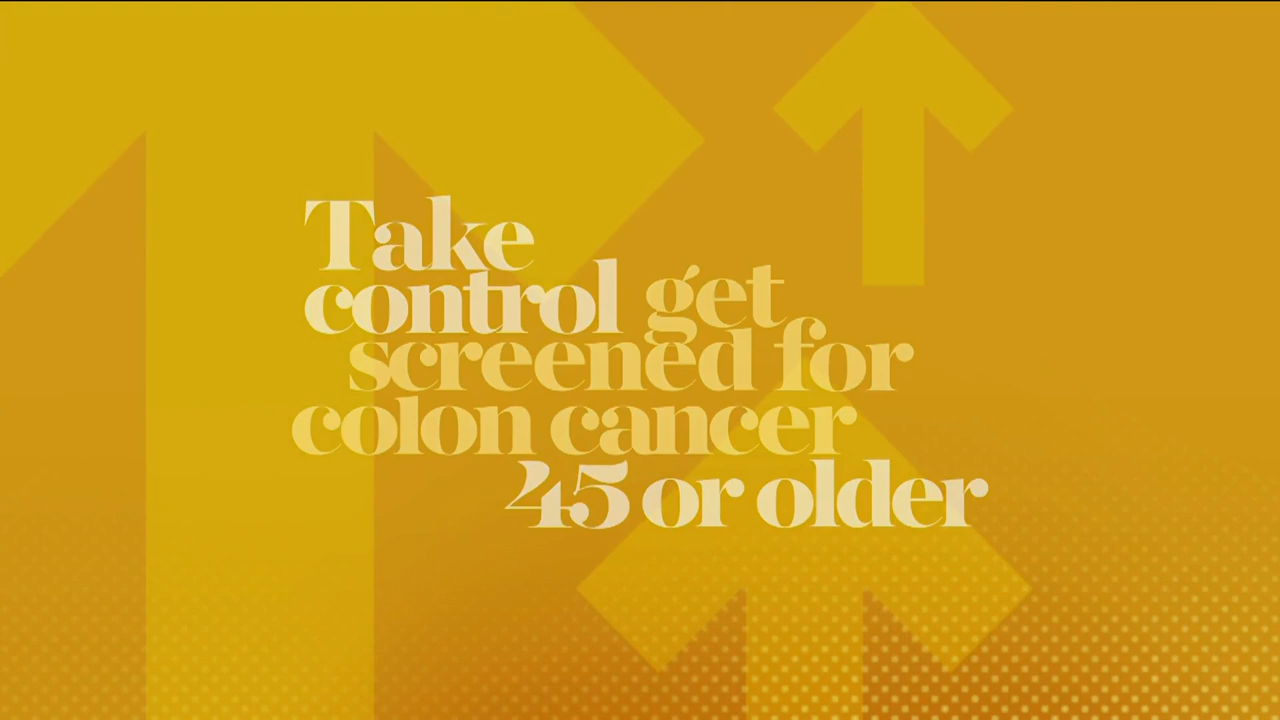 Take
control get
screened for
colon cancer
45 or older